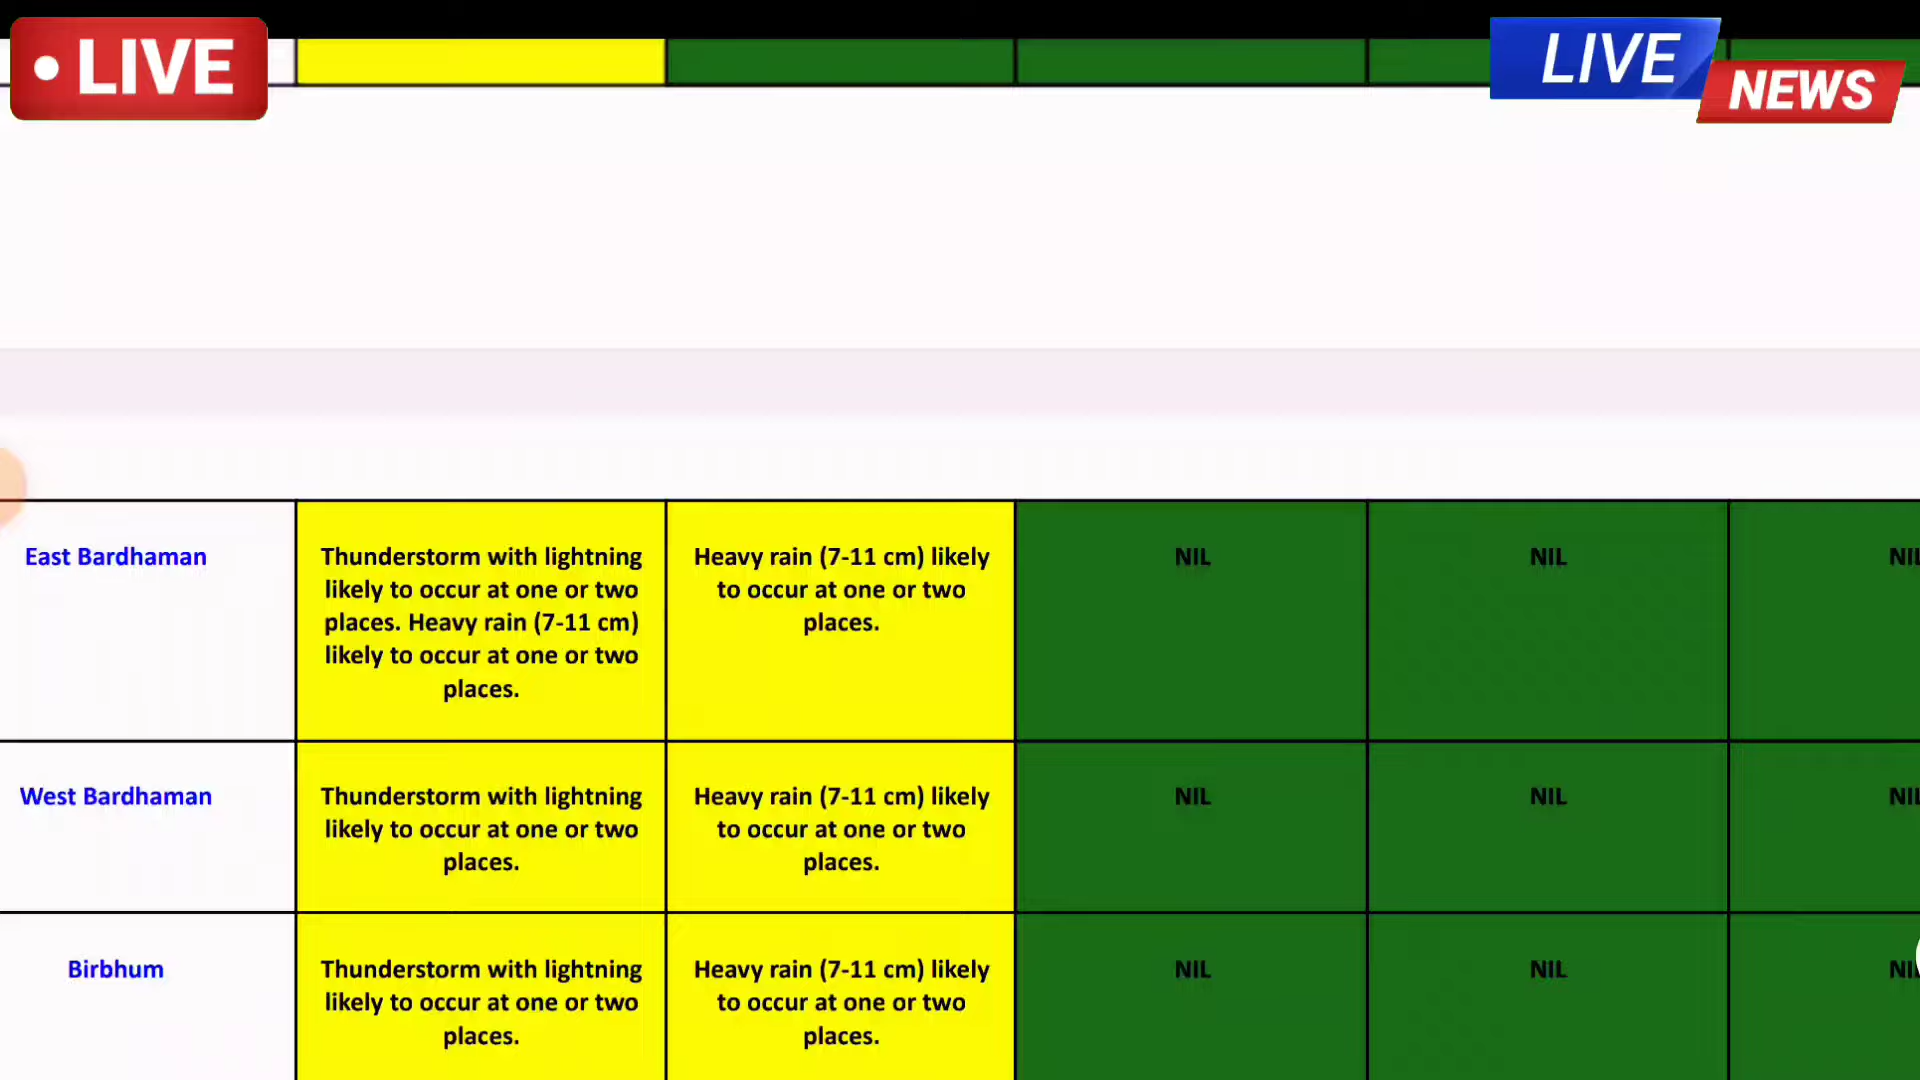 LIVE
LIVE
NEWS
East Bardhaman
Thunderstorm with lightning
likely to occur at one or two
places. Heavy rain (7-11 cm)
likely to occur at one or two
places.
Heavy rain (7-11 cm) likely
to occur at one or two
places.
NIL
NIL
West Bardhaman
Thunderstorm with lightning
likely to occur at one or two
places.
Heavy rain (7-11 cm) likely
to occur at one or two
places.
NIL
NIL
Birbhum
Thunderstorm with lightning
likely to occur at one or two
places.
Heavy rain (7-11 cm) likely
to occur at one or two
places.
NIL
NIL